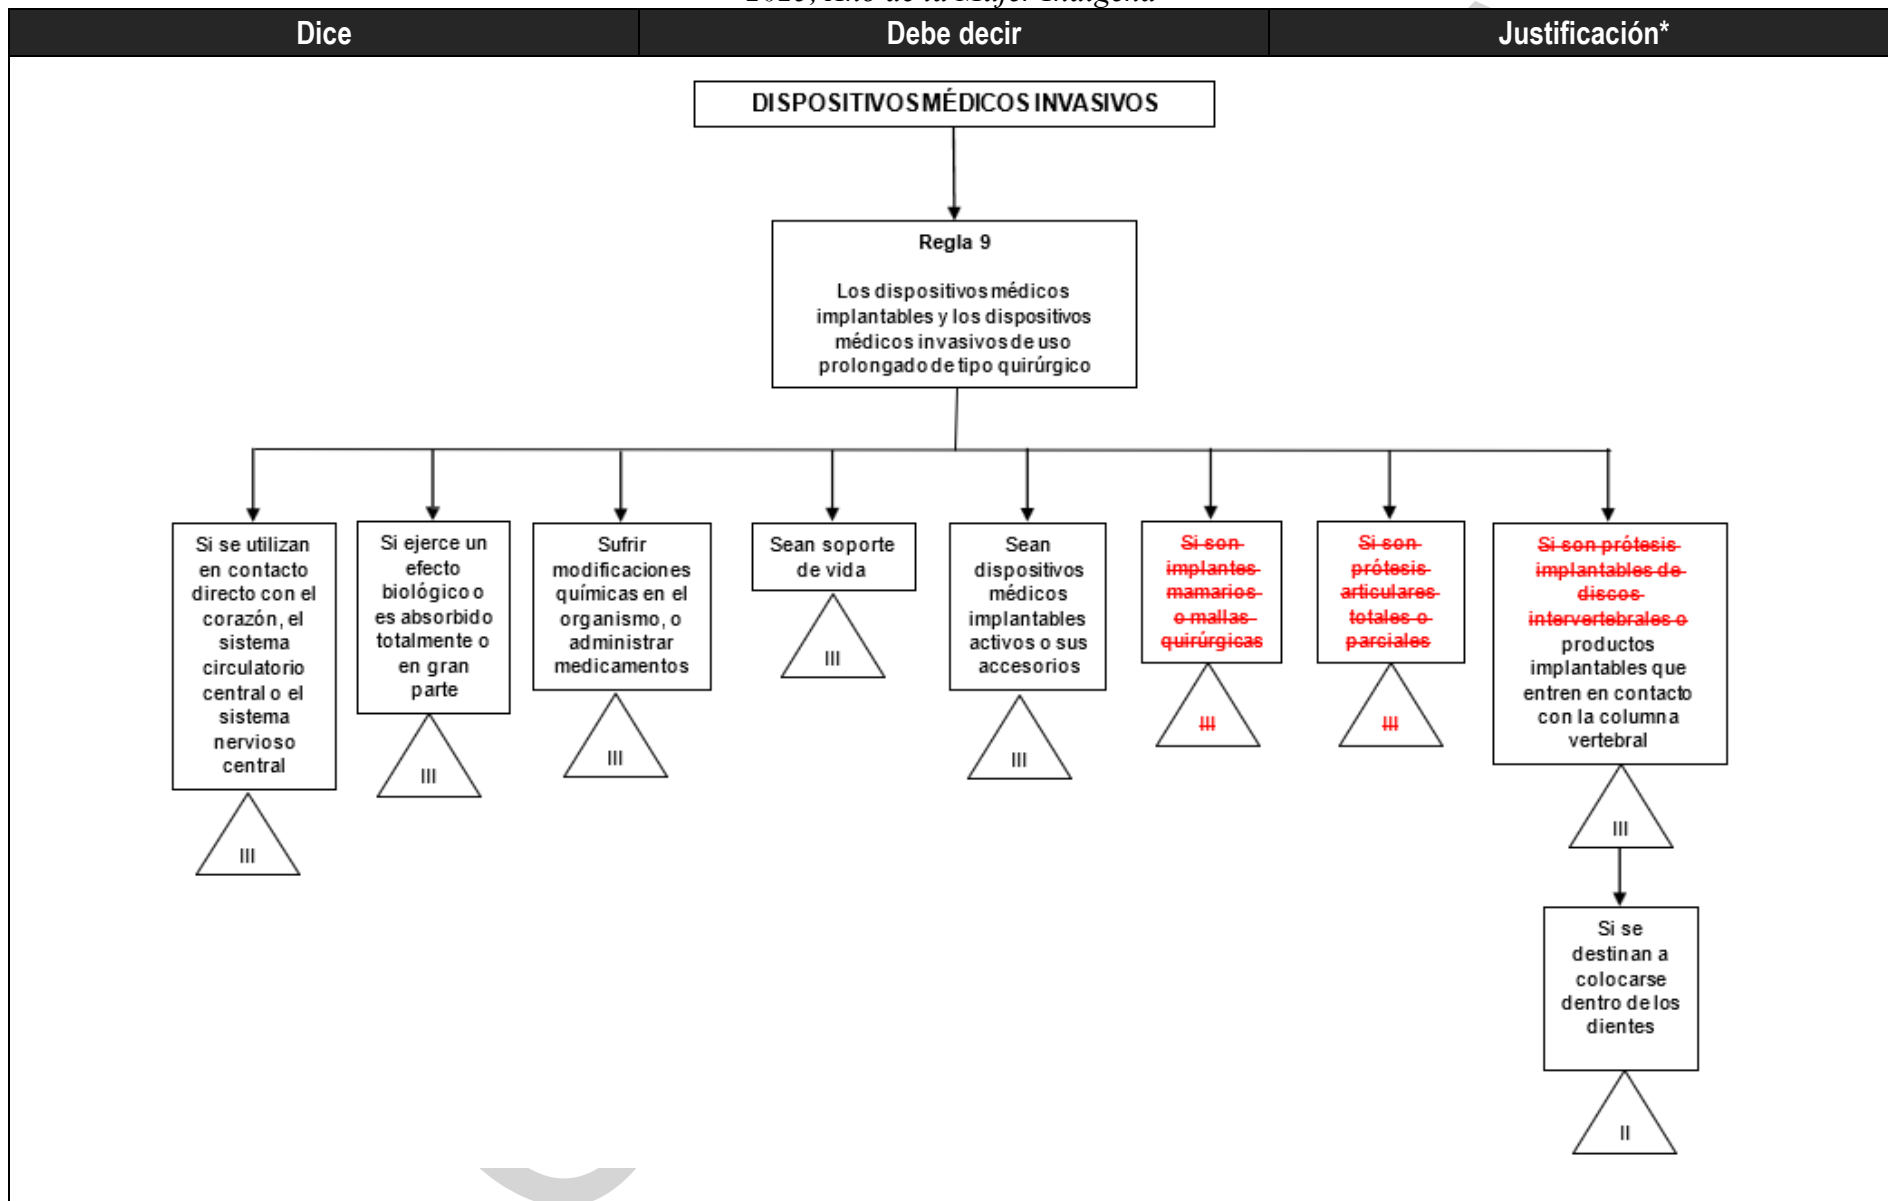 2025, Año de la Mujer Indígena
Dice
Debe decir
Justificación*
DISPOSITIVOS MÉDICOS INVASIVOS
Regla 9
Los dispositivos médicos
implantables y los dispositivos
médicos invasivos de uso
prolongado de tipo quirúrgico
Si se utilizan
en contacto
directo con el
corazón, el
sistema
circulatorio
central o el
sistema
nervioso
central
III
Si ejerce un
efecto
biológico o
es absorbido
totalmente o
en gran
parte
III
Sufrir
modificaciones
químicas en el
organismo, o
administrar
medicamentos
III
Sean soporte
de vida
III
Sean
dispositivos
médicos
implantables
activos o sus
accesorios
III
Si son
implantes
mamarios
o mallas
quirúrgicas
III
Si son
prótesis
articulares
totales o
parciales
III
Si son prótesis
implantables de
discos
intervertebrales o
productos
implantables que
entren en contacto
con la columna
vertebral
III
Si se
destinan a
colocarse
dentro de los
dientes
II